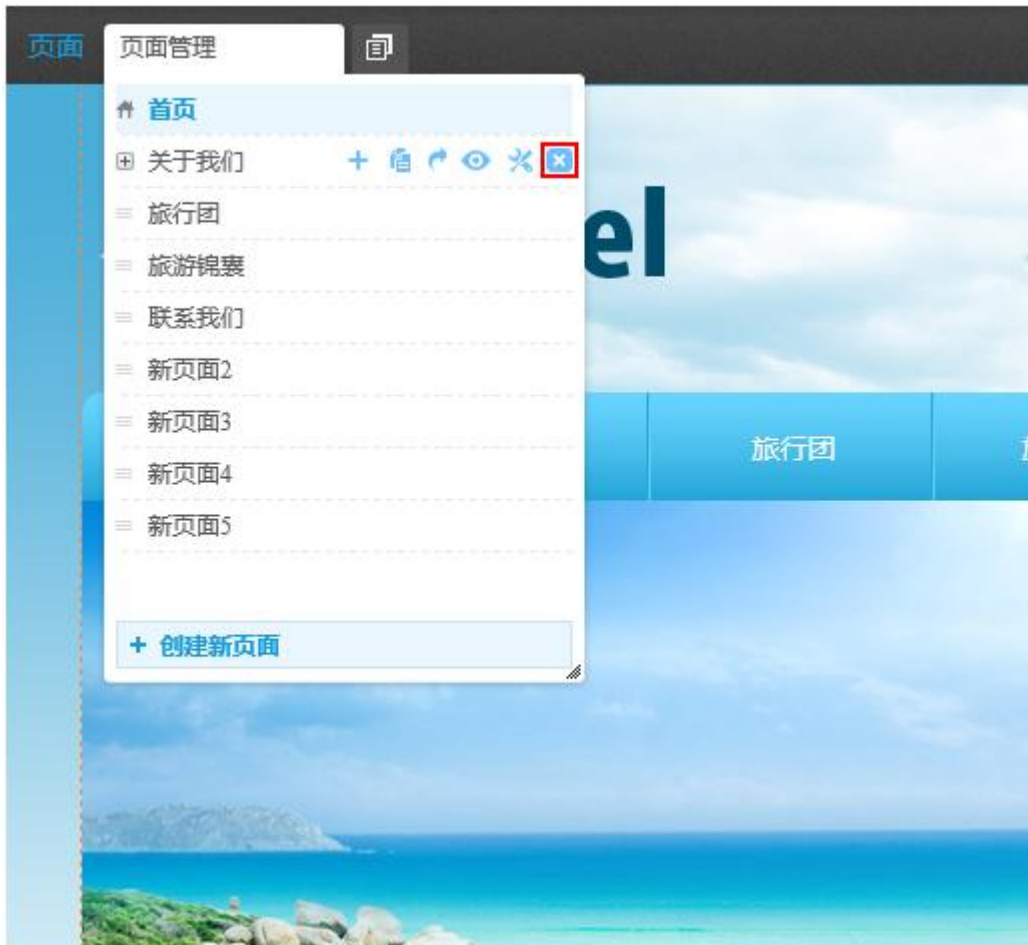 页面 页面管理
首页
关于我们
旅行团
旅游锦囊
el
联系我们
新页面2
新页面3
旅行团
新页面4
新页面5
+ 创建新页面